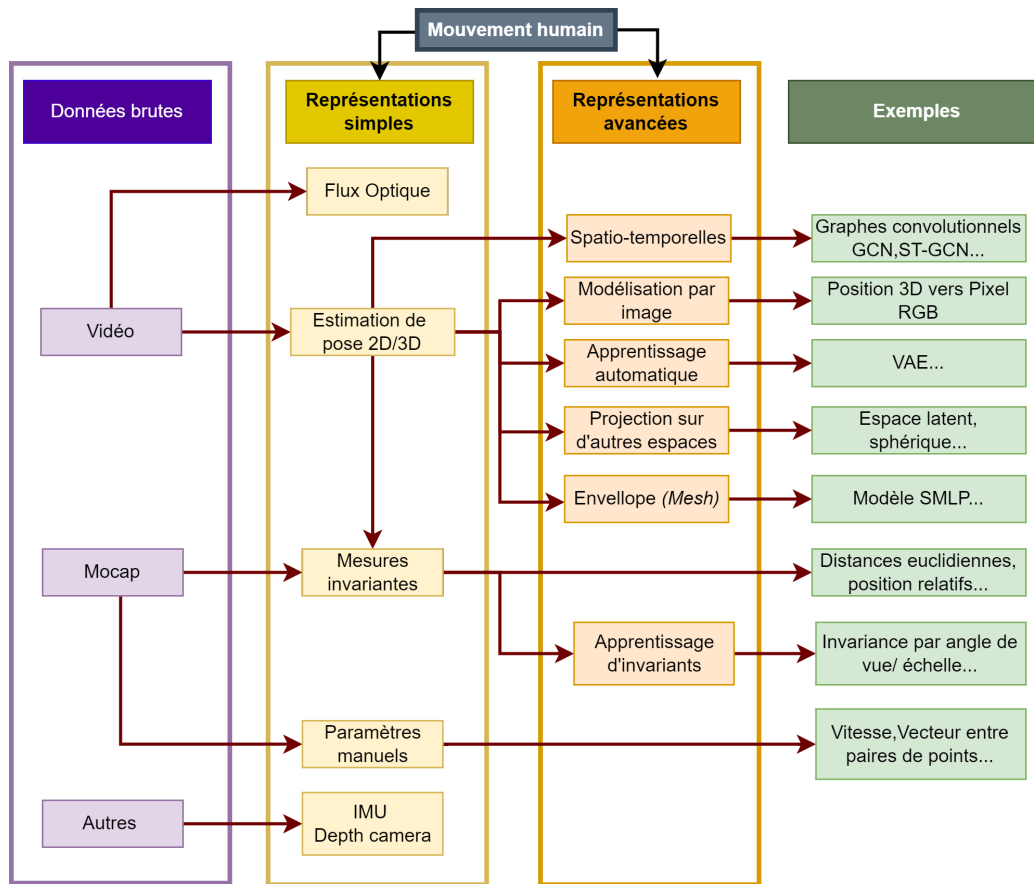 Mouvement humain
Données brutes
Représentations
simples
Représentations
avancées
Exemples
Flux Optique
Spatio-temporelles
Graphes convolutionnels
GCN,ST-GCN...
Vidéo
Estimation de
pose 2D/3D
Modélisation par
image
Position 3D vers Pixel
RGB
Apprentissage
automatique
VAE...
Projection sur
d'autres espaces
Espace latent,
sphérique...
Envellope (Mesh)
Modèle SMLP...
Mocap
Mesures
invariantes
Distances euclidiennes,
position relatifs...
Apprentissage
d'invariants
Invariance par angle de
vue/ échelle...
Paramètres
manuels
Vitesse,Vecteur entre
paires de points...
Autres
IMU
Depth camera